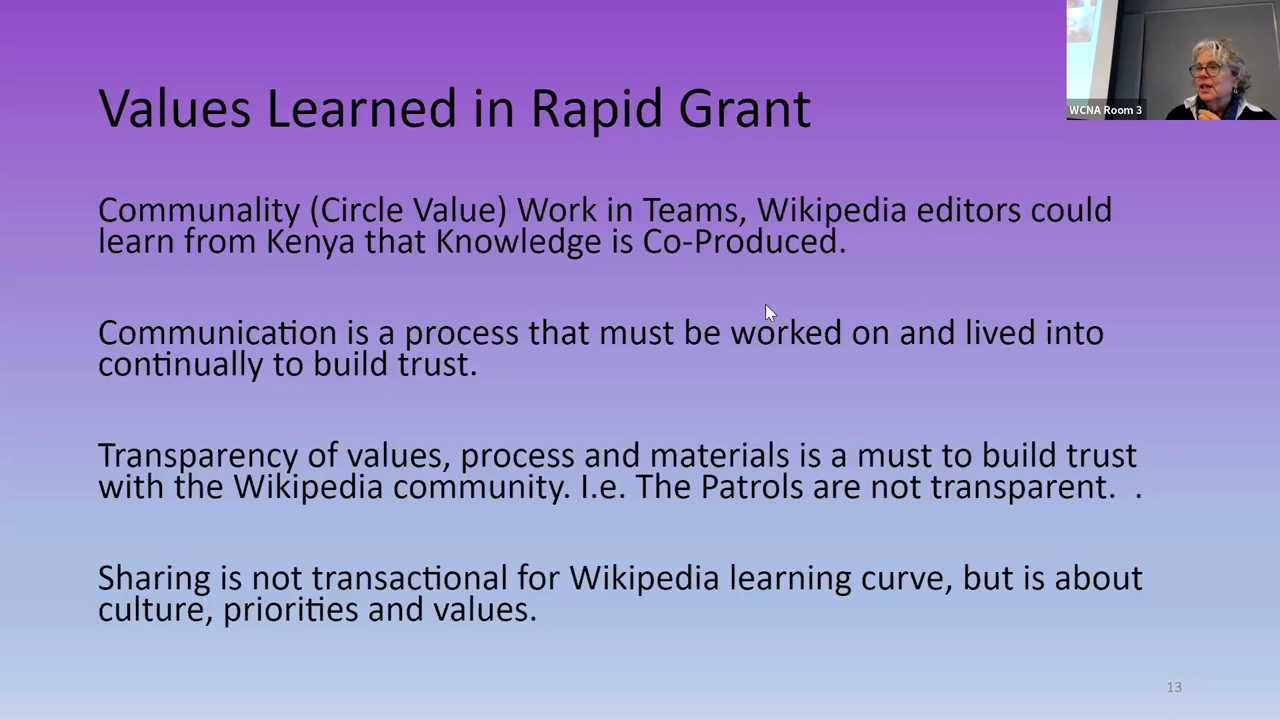 Values Learned in Rapid Grant
WCNA Room 3
Communality (Circle Value) Work in Teams, Wikipedia editors could
learn from Kenya that Knowledge is Co-Produced.
Communication is a process that must be worked on and lived into
continually to build trust.
Transparency of values, process and materials is a must to build trust
with the Wikipedia community. I.e. The Patrols are not transparent.  .
Sharing is not transactional for Wikipedia learning curve, but is about
culture, priorities and values.
13